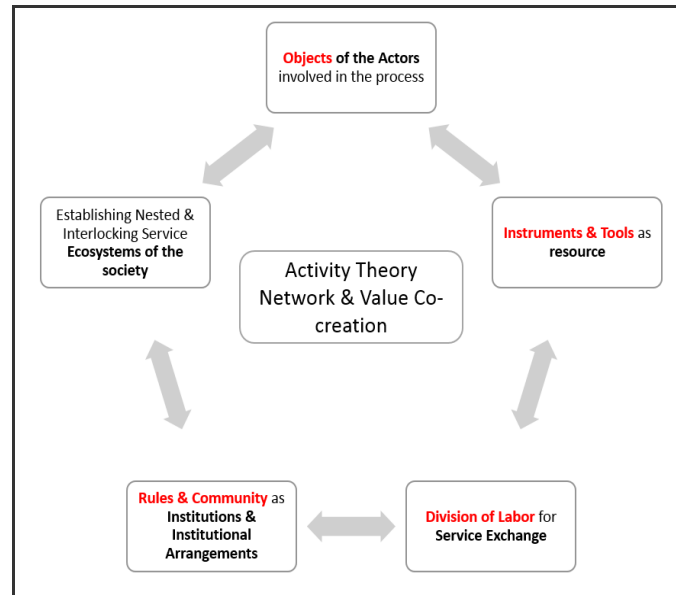 Objects of the Actors
involved in the process
Establishing Nested &
Interlocking Service
Ecosystems of the
society
Instruments & Tools as
resource
Activity Theory
Network & Value Co-
creation
Rules & Community as
Institutions &
Institutional
Arrangements
Division of Labor for
Service Exchange